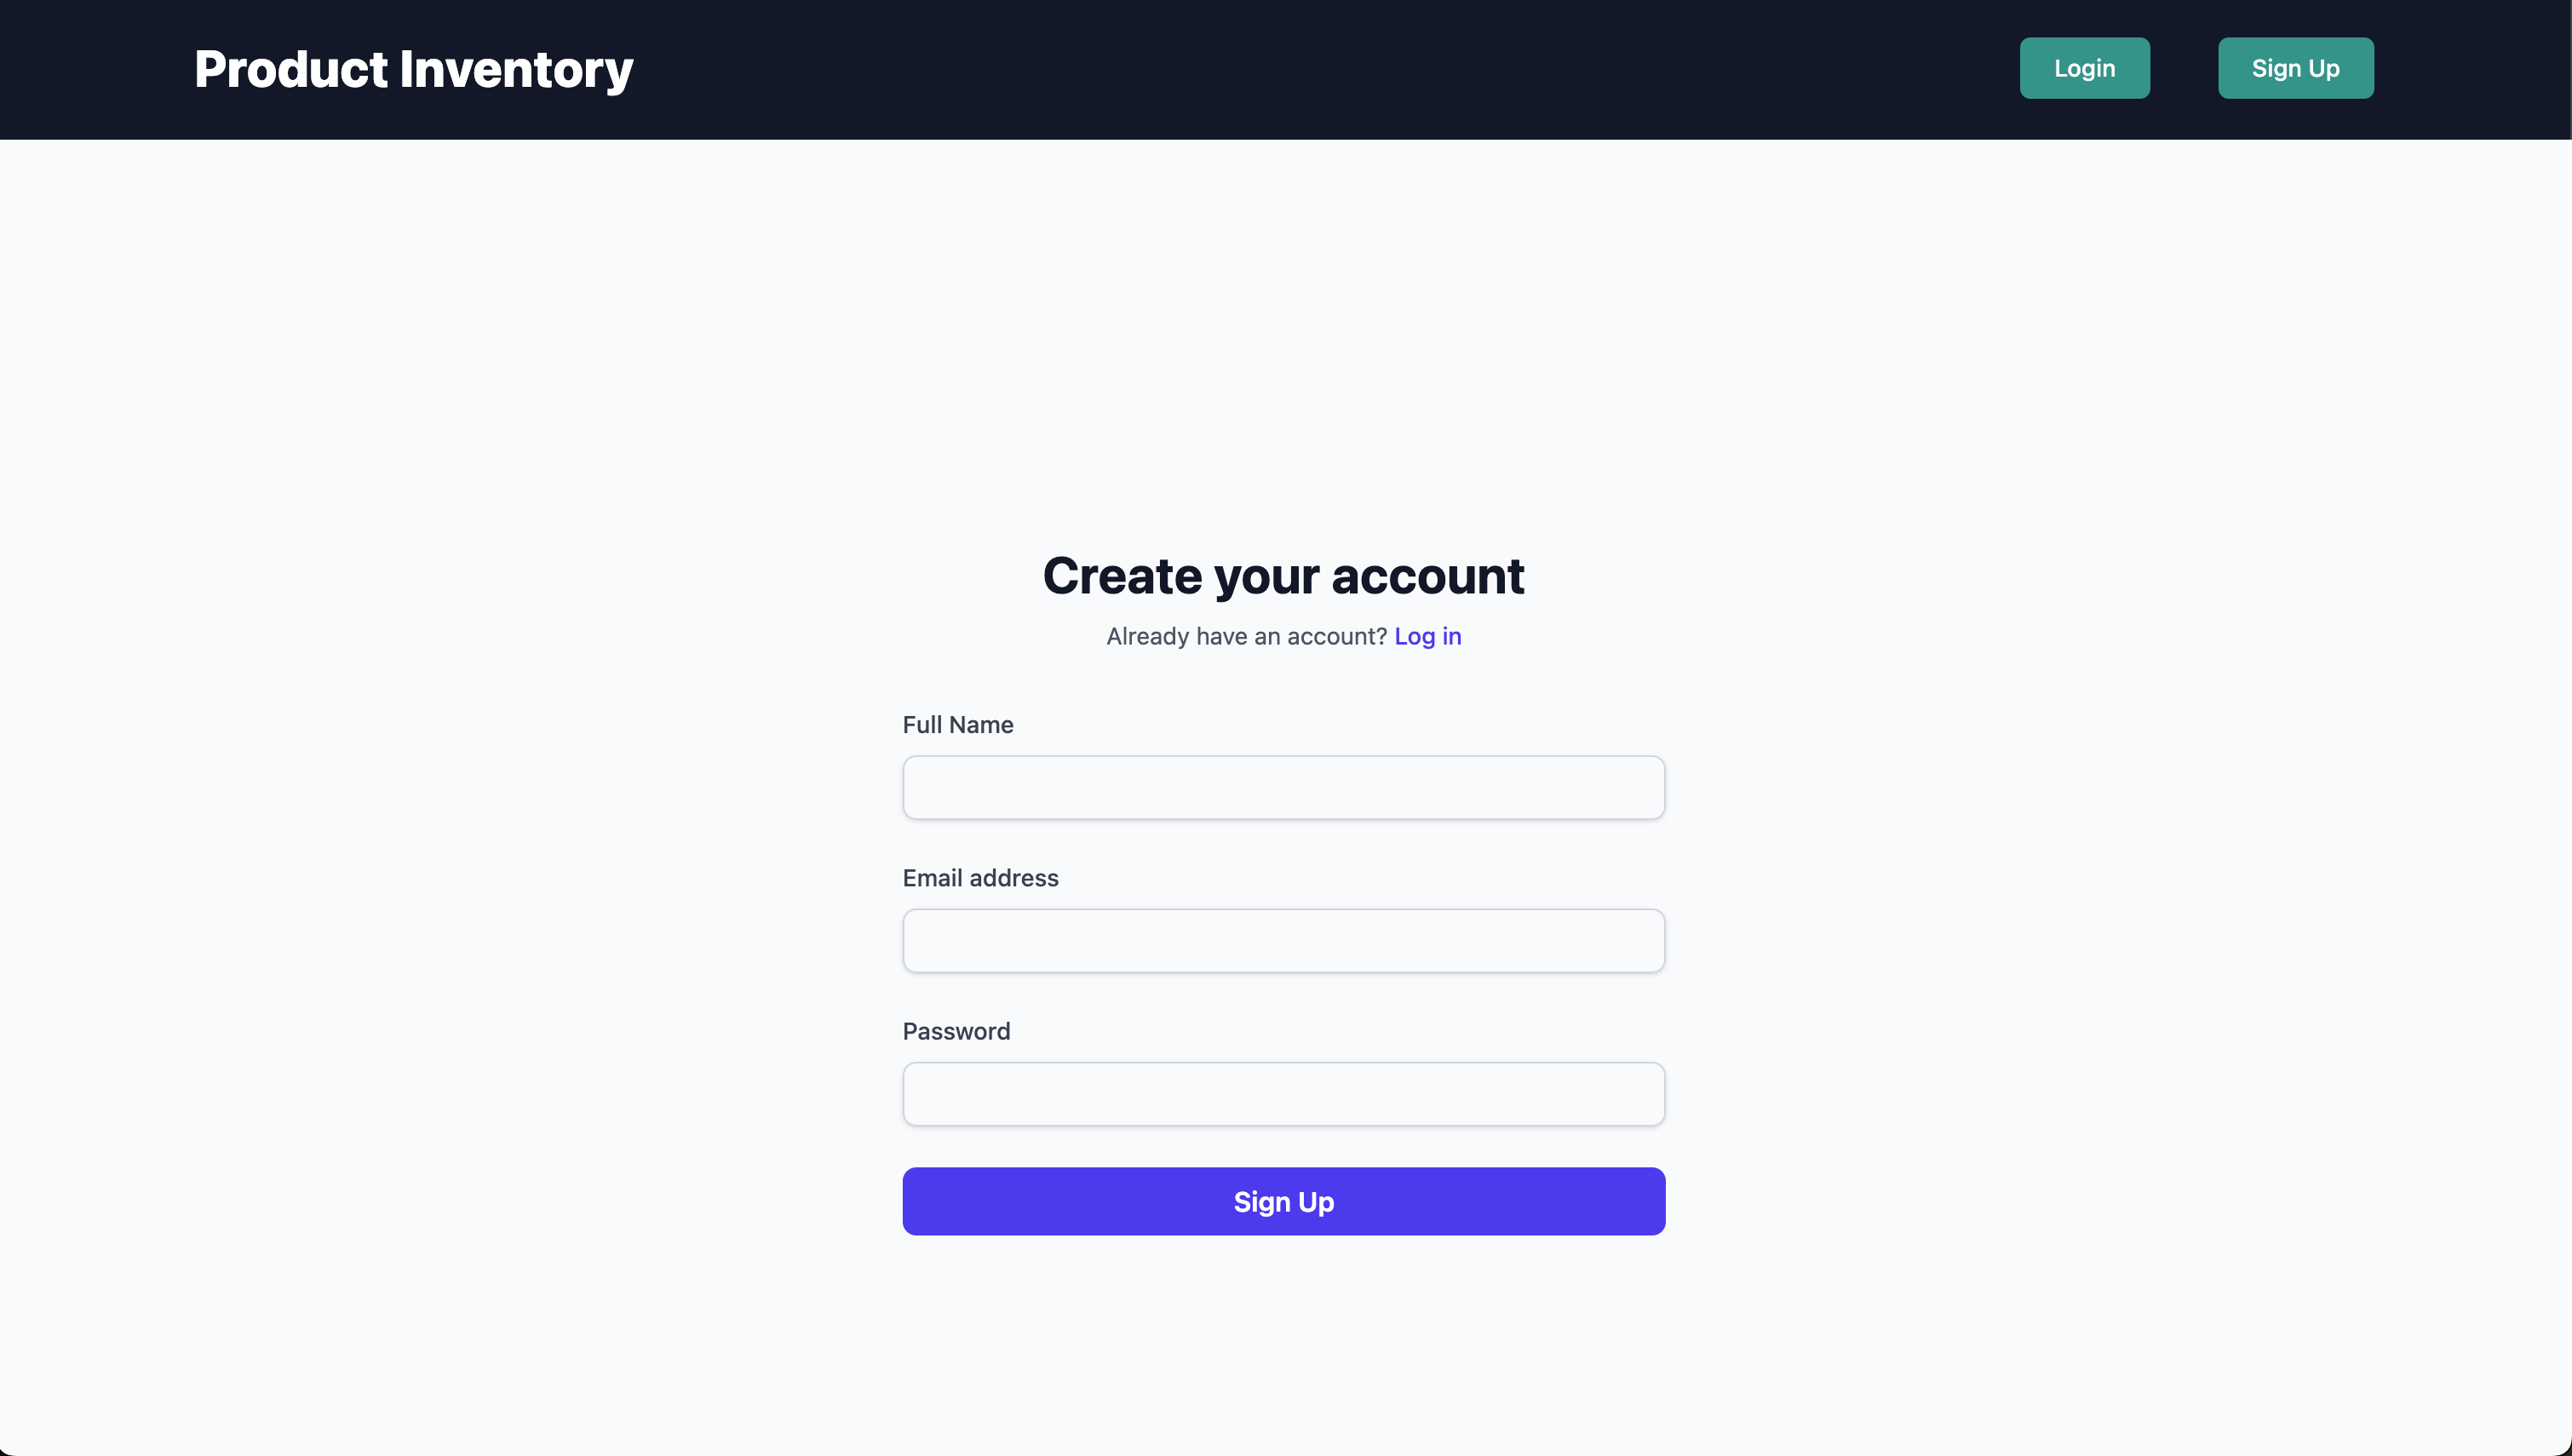 Product Inventory
Login
Sign Up
Create your account
Already have an account? Log in
Full Name
Email address
Password
Sign Up